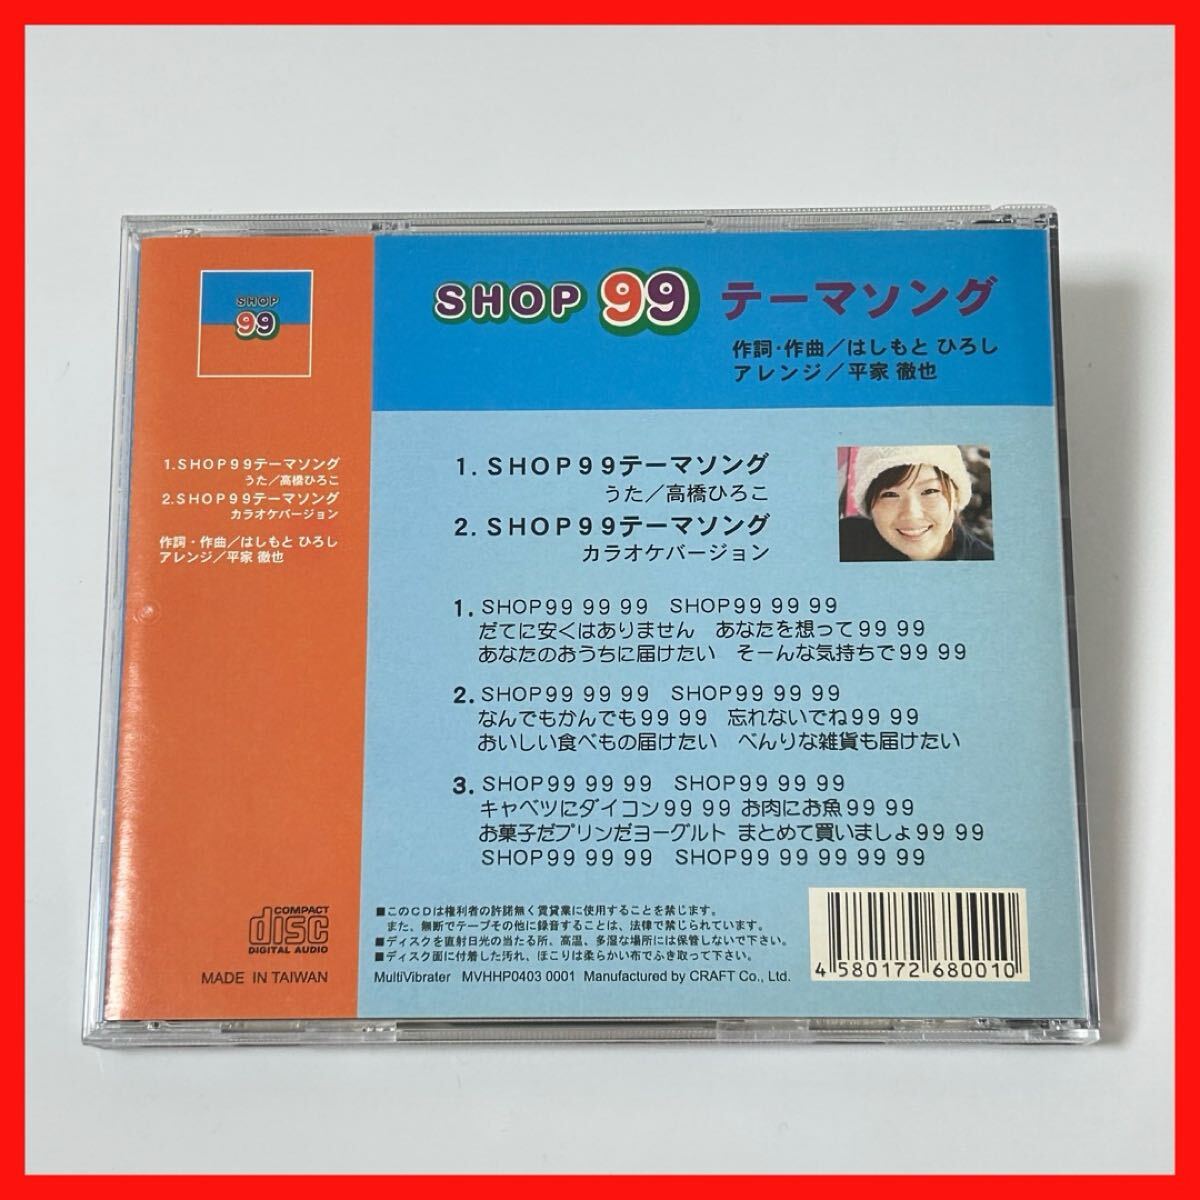 SHOP
99
1.SHOP99テーマソング
うた／高橋ひろこ
2.SHOP99テーマソング
カラオケバージョン
作詞・作曲／はしもと ひろし
アレンジ／平家 徹也
COMPACT
disc
DIGITAL AUDIO
MADE IN TAIWAN
SHOP 99 テーマソング
作詞・作曲／はしもと ひろし
アレンジ／平家 徹也
1. SHOP99テーマソング
うた／高橋ひろこ
2. SHOP99テーマソング
カラオケバージョン
1. SHOP99 99 99　SHOP99 99 99
だてに安くはありません　あなたを想って99 99
あなたのおうちに届けたい　そーんな気持ちで99 99
2. SHOP99 99 99　SHOP99 99 99
なんでもかんでも99 99　忘れないでね99 99
おいしい食べもの届けたい　べんりな雑貨も届けたい
3. SHOP99 99 99　SHOP99 99 99
キャベツにダイコン99 99 お肉にお魚99 99
お菓子だプリンだヨーグルト まとめて買いましょ99 99
SHOP99 99 99　SHOP99 99 99 99 99
■このCDは権利者の許諾無く賃貸業に使用することを禁じます。
また、無断でテープその他に録音することは、法律で禁じられています。
■ディスクを直射日光の当たる所、高温、多湿な場所には保管しないで下さい。
■ディスク面に付着した汚れ、ほこりは柔らかい布でふき取って下さい。
MultiVibrater　MVHHP0403 0001　Manufactured by CRAFT Co., Ltd.
4 580172 680010